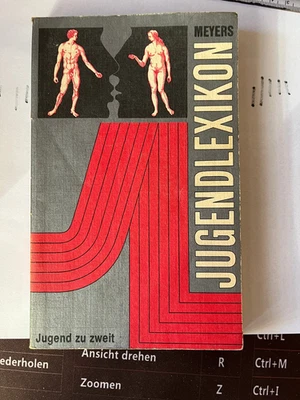 MEYERS
JUGENDLEXIKON
Jugend zu zweit
Ctrl+L
ederholen Ansicht drehen R Ctrl+M
Zoomen Z Ctrl+I